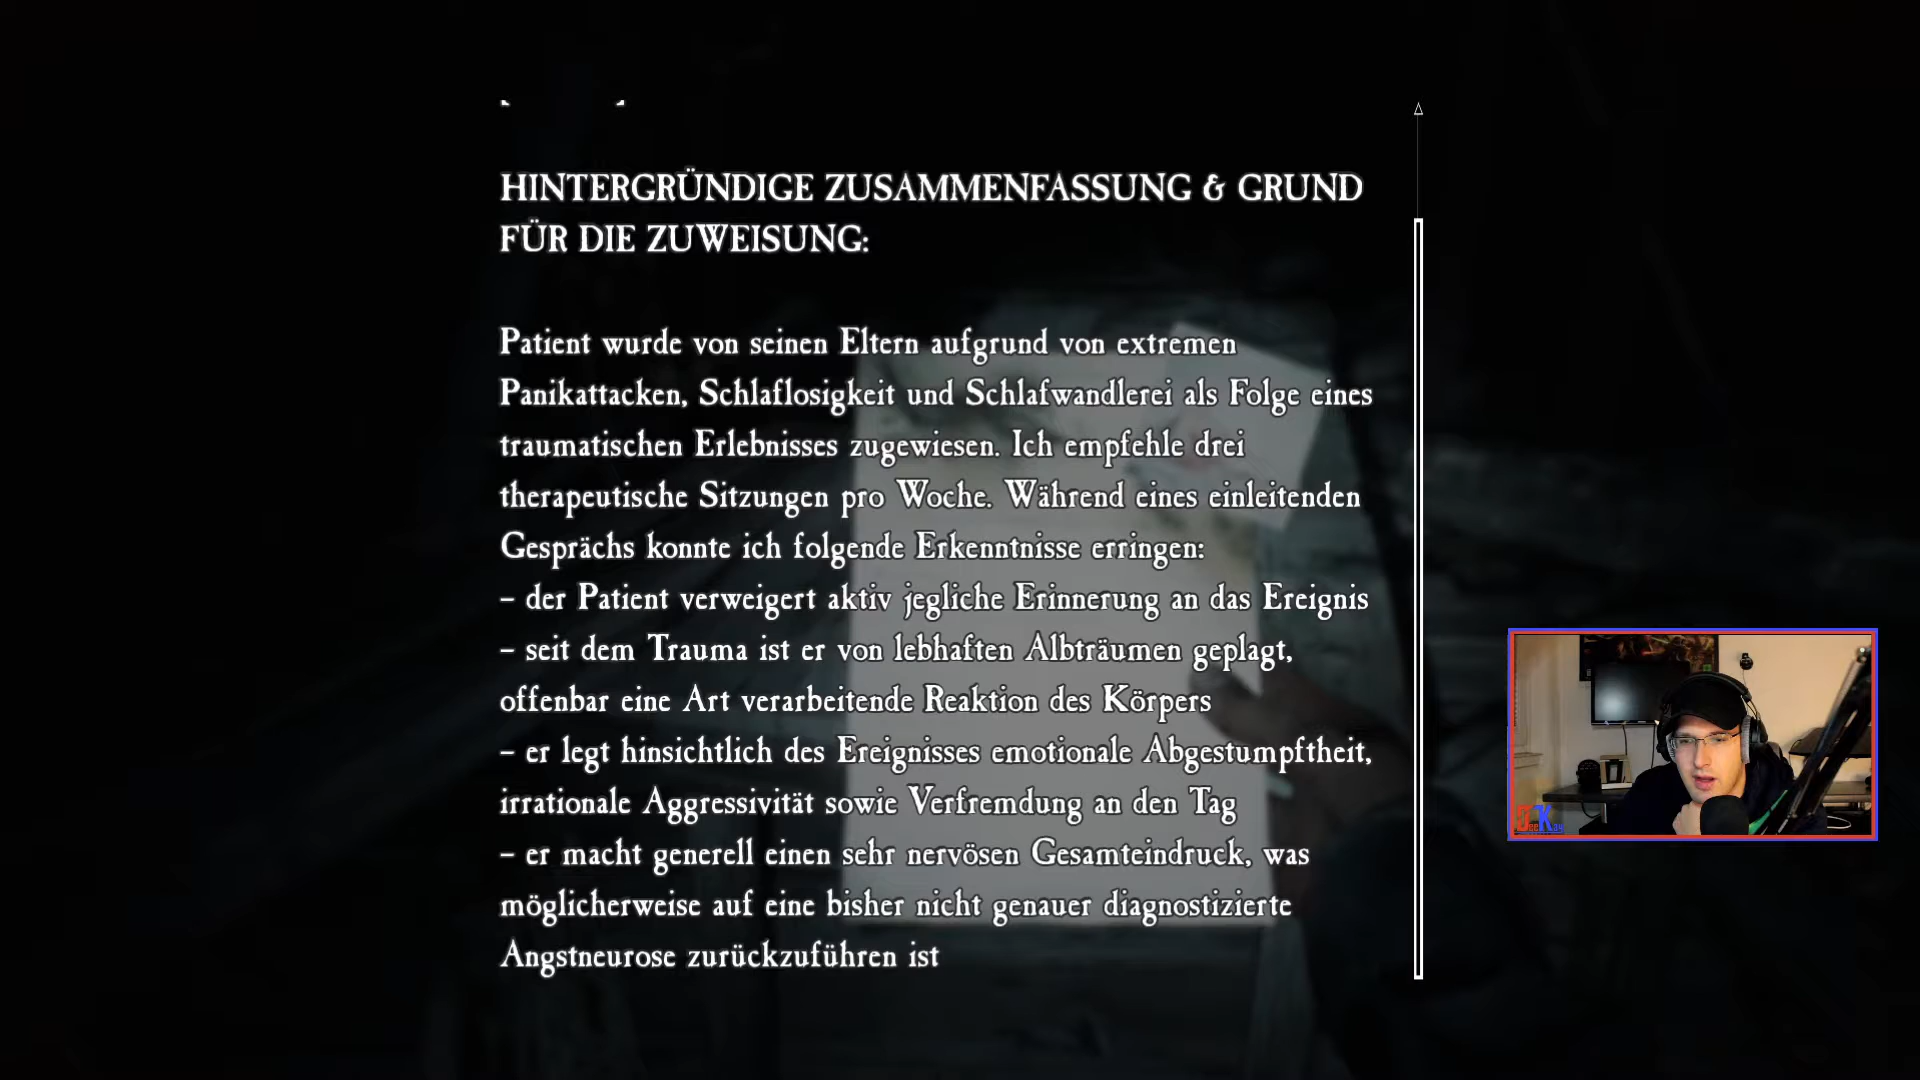 HINTERGRÜNDIGE ZUSAMMENFASSUNG & GRUND
FÜR DIE ZUWEISUNG:
Patient wurde von seinen Eltern aufgrund von extremen
Panikattacken, Schlaflosigkeit und Schlafwandlerei als Folge eines
traumatischen Erlebnisses zugewiesen. Ich empfehle drei
therapeutische Sitzungen pro Woche. Während eines einleitenden
Gesprächs konnte ich folgende Erkenntnisse erringen:
– der Patient verweigert aktiv jegliche Erinnerung an das Ereignis
– seit dem Trauma ist er von lebhaften Albträumen geplagt,
offenbar eine Art verarbeitende Reaktion des Körpers
– er legt hinsichtlich des Ereignisses emotionale Abgestumpftheit,
irrationale Aggressivität sowie Verfremdung an den Tag
– er macht generell einen sehr nervösen Gesamteindruck, was
möglicherweise auf eine bisher nicht genauer diagnostizierte
Angstneurose zurückzuführen ist